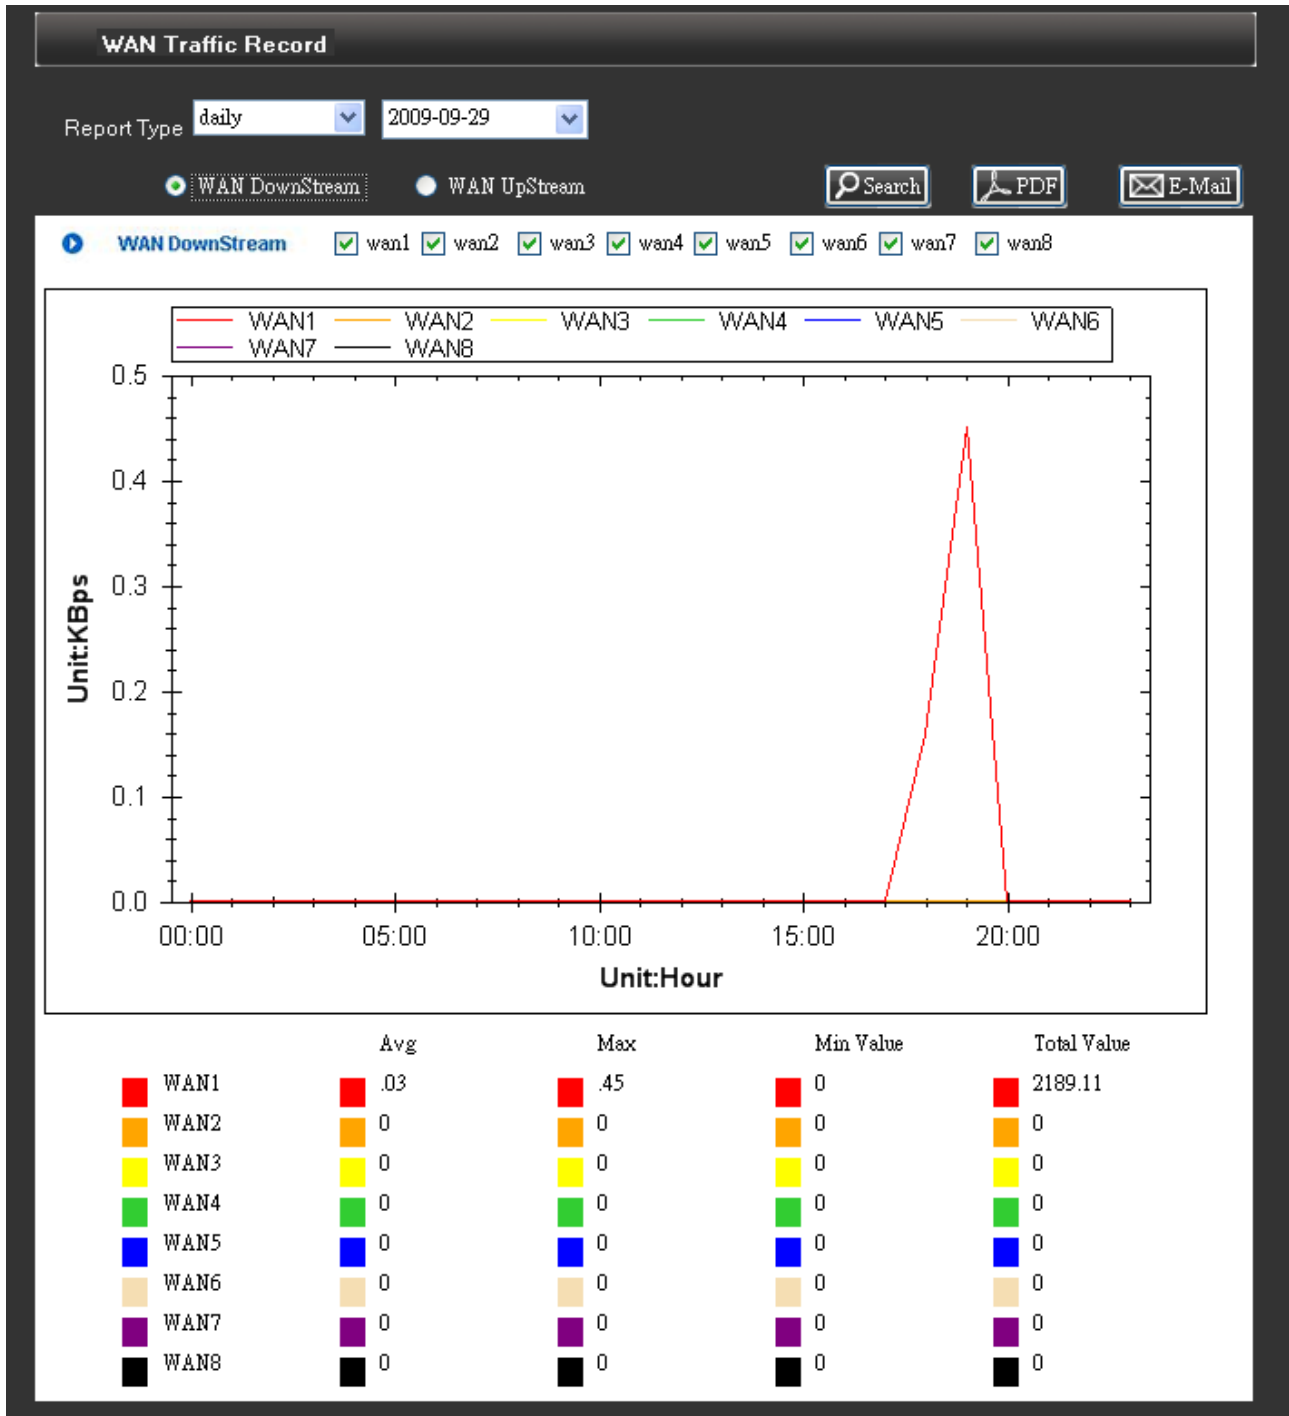 WAN Traffic Record
Report Type daily 2009-09-29
WAN DownStream WAN UpStream Search PDF E-Mail
WAN DownStream wan1 wan2 wan3 wan4 wan5 wan6 wan7 wan8
WAN1 WAN2 WAN3 WAN4 WAN5 WAN6
WAN7 WAN8
0.5
0.4
0.3
0.2
0.1
0.0
Unit:KBps
00:00 05:00 10:00 15:00 20:00
Unit:Hour
Avg Max Min Value Total Value
WAN1 .03 .45 0 2189.11
WAN2 0 0 0 0
WAN3 0 0 0 0
WAN4 0 0 0 0
WAN5 0 0 0 0
WAN6 0 0 0 0
WAN7 0 0 0 0
WAN8 0 0 0 0